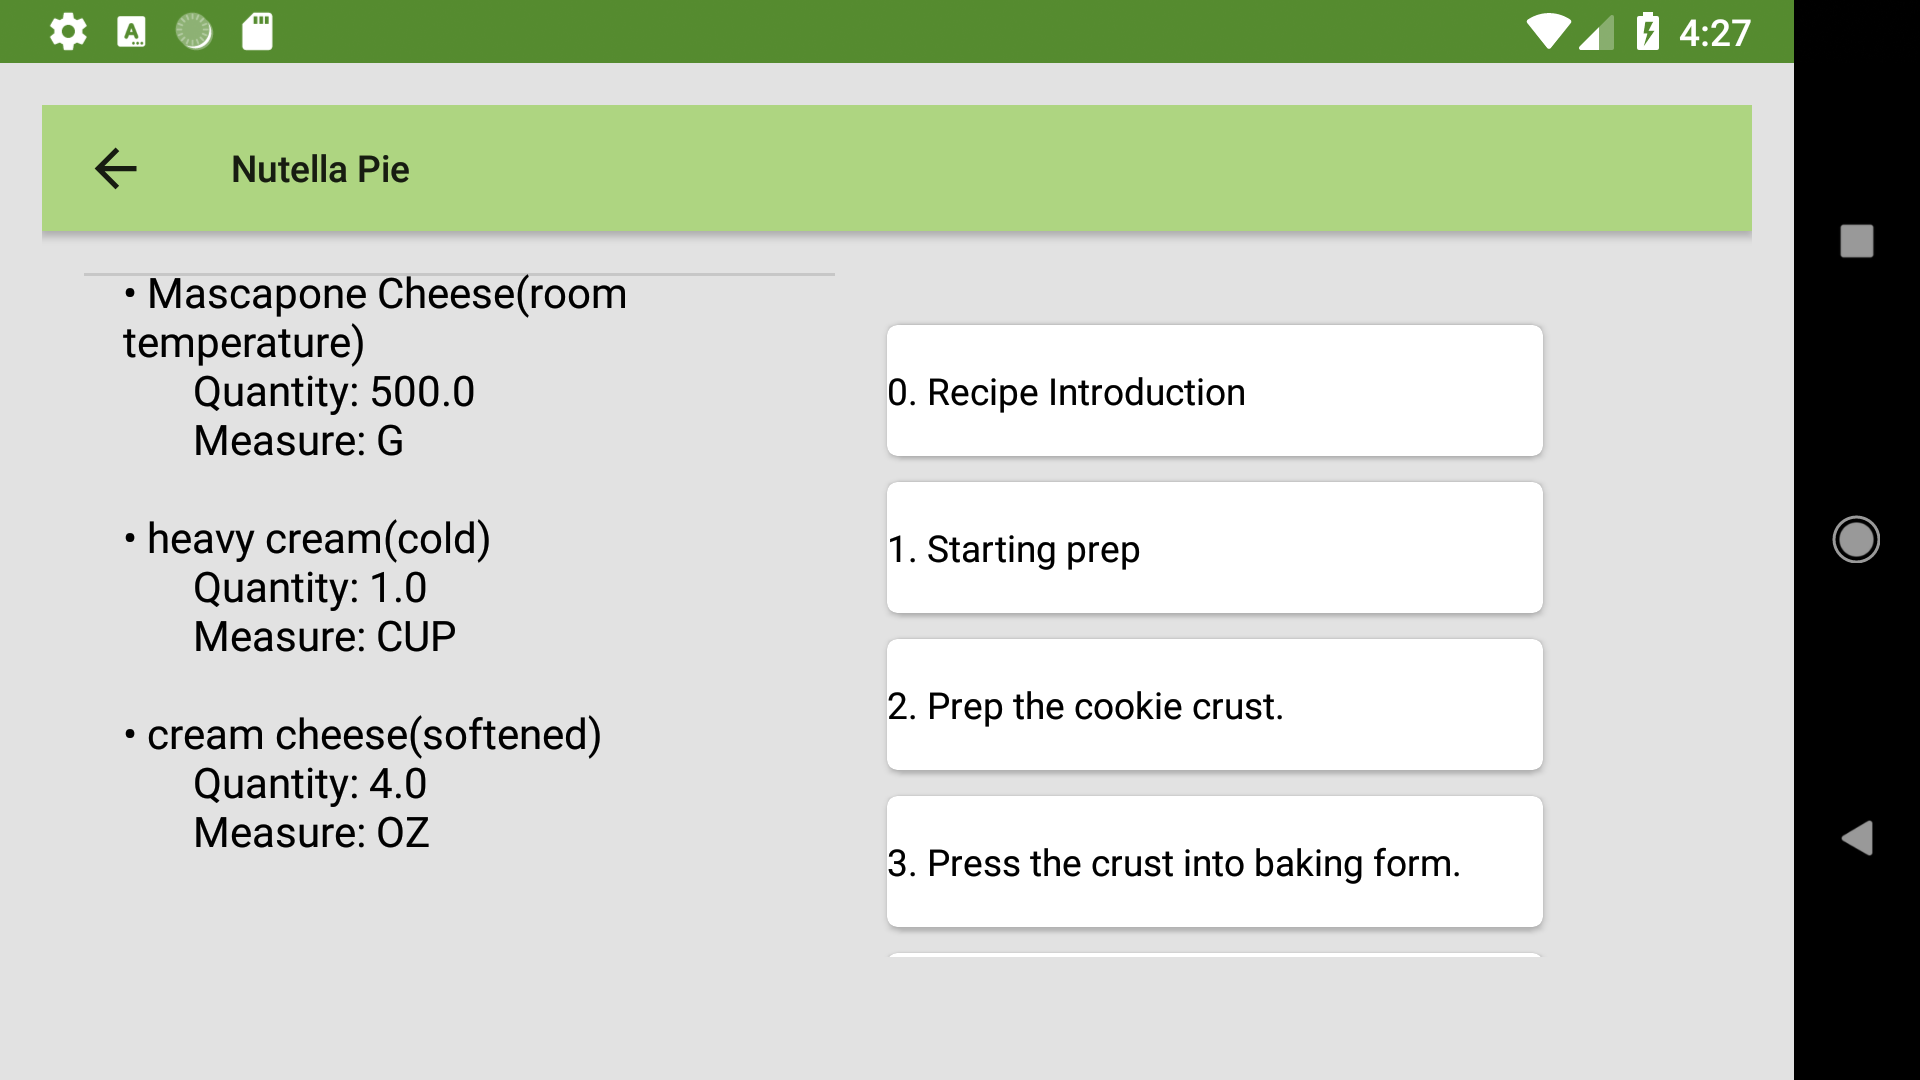 4:27
Nutella Pie
• Mascapone Cheese(room
temperature)
Quantity: 500.0
Measure: G
• heavy cream(cold)
Quantity: 1.0
Measure: CUP
• cream cheese(softened)
Quantity: 4.0
Measure: OZ
0. Recipe Introduction
1. Starting prep
2. Prep the cookie crust.
3. Press the crust into baking form.